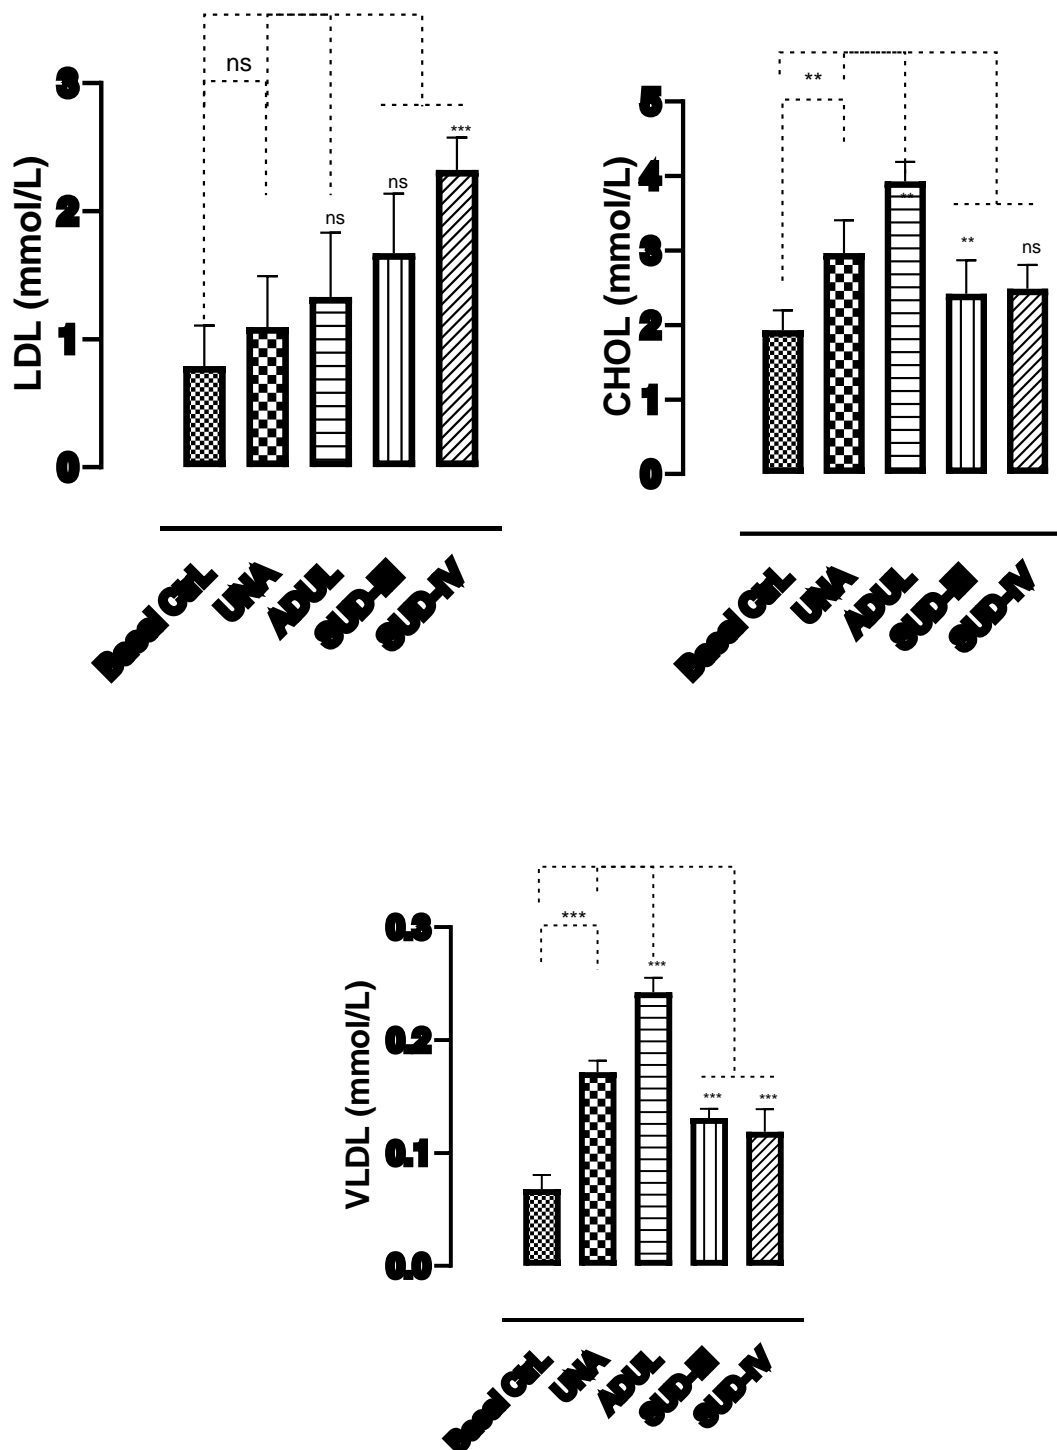 ns
3
2
1
0
LDL (mmol/L)
ns
ns
***
Basal CtrL
UNA
ADUL
SUD-III
SUD-IV
**
5
4
3
2
1
0
CHOL (mmol/L)
**
**
ns
Basal CtrL
UNA
ADUL
SUD-III
SUD-IV
***
0.3
0.2
0.1
0.0
VLDL (mmol/L)
***
***
***
Basal CtrL
UNA
ADUL
SUD-III
SUD-IV